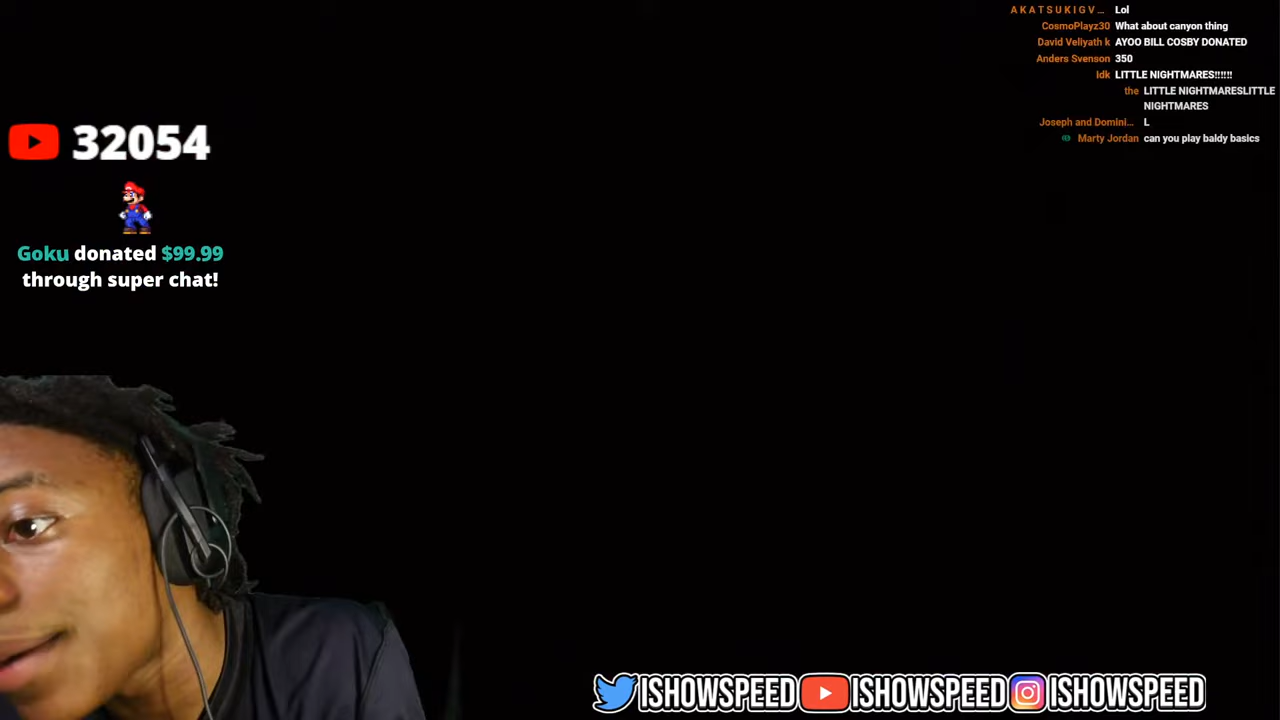 A K A T S U K I G V ... Lol
CosmoPlayz30 What about canyon thing
David Veliyath k AYOO BILL COSBY DONATED
Anders Svenson 350
Idk LITTLE NIGHTMARES!!!!!!
the LITTLE NIGHTMARESLITTLE
NIGHTMARES
Joseph and Domini... L
Marty Jordan can you play baldy basics
32054
Goku donated $99.99
through super chat!
ISHOWSPEED ISHOWSPEED ISHOWSPEED